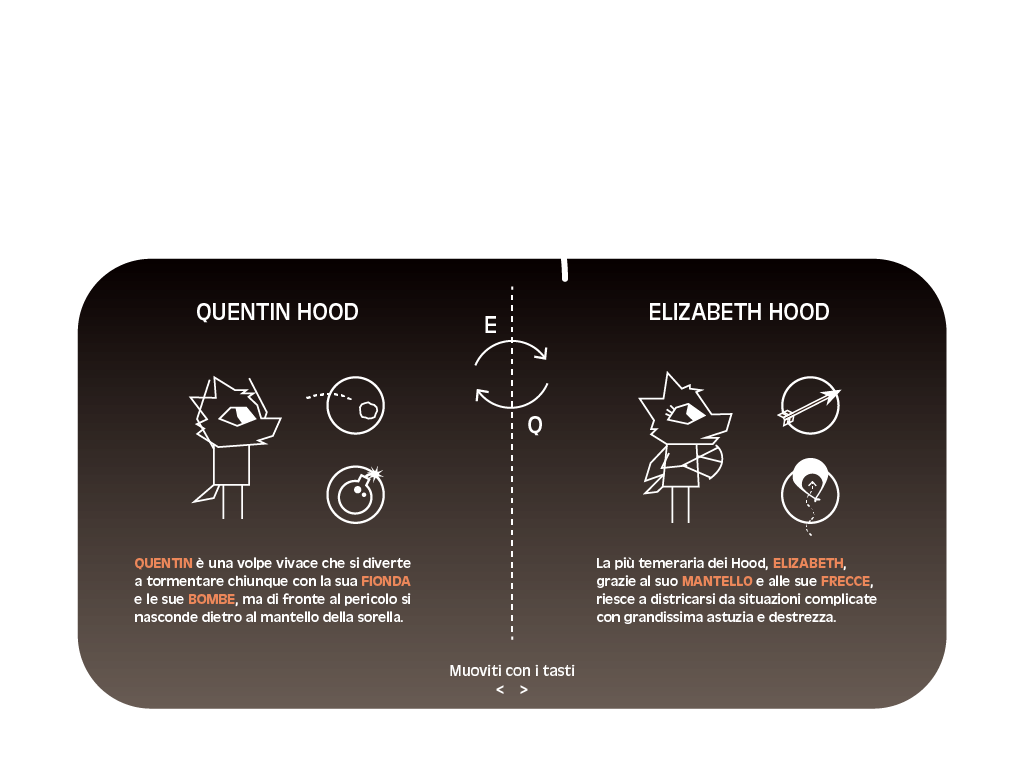 QUENTIN HOOD
E
Q
ELIZABETH HOOD
QUENTIN è una volpe vivace che si diverte
a tormentare chiunque con la sua FIONDA
e le sue BOMBE, ma di fronte al pericolo si
nasconde dietro al mantello della sorella.
La più temeraria dei Hood, ELIZABETH,
grazie al suo MANTELLO e alle sue FRECCE,
riesce a districarsi da situazioni complicate
con grandissima astuzia e destrezza.
Muoviti con i tasti
< >